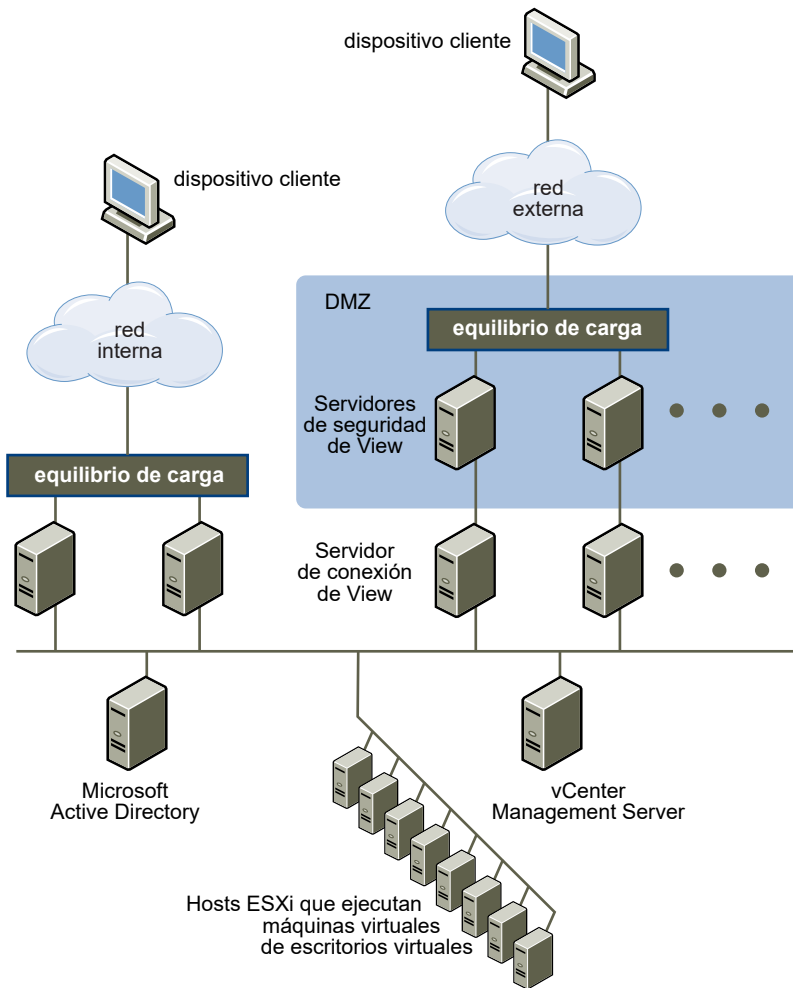 dispositivo cliente
dispositivo cliente
red
externa
DMZ
equilibrio de carga
red
interna
Servidores
de seguridad
de View
equilibrio de carga
Servidor
de conexión
de View
Microsoft
Active Directory
vCenter
Management Server
Hosts ESXi que ejecutan
máquinas virtuales
de escritorios virtuales